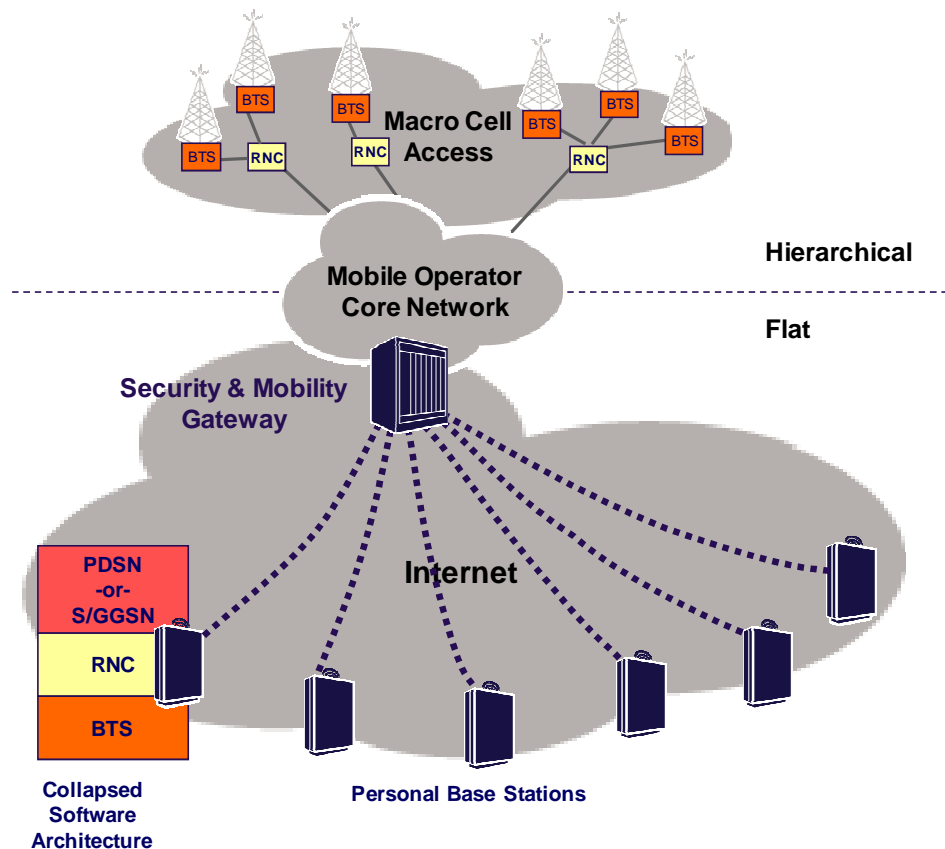 BTS
BTS
BTS
BTS
BTS
BTS
Macro Cell
Access
RNC
RNC
RNC
Hierarchical
Mobile Operator
Core Network
Flat
Security & Mobility
Gateway
Internet
PDSN
-or-
S/GGSN
RNC
BTS
Collapsed
Software
Architecture
Personal Base Stations